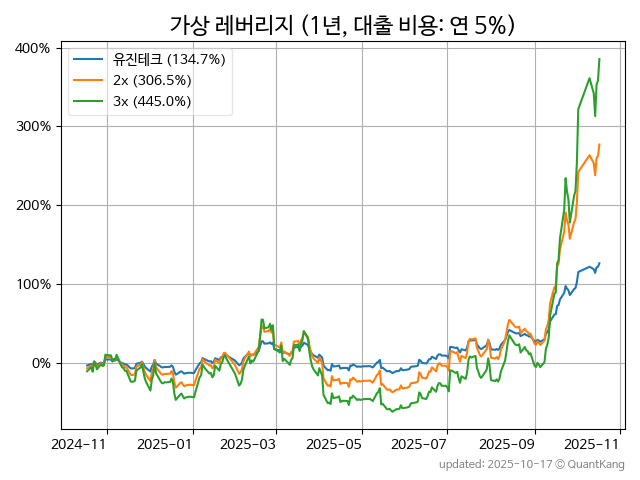 가상 레버리지 (1년, 대출 비용: 연 5%)
유진테크 (134.7%)
2x (306.5%)
3x (445.0%)
400%
300%
200%
100%
0%
2024-11 2025-01 2025-03 2025-05 2025-07 2025-09 2025-11
updated: 2025-10-17 © QuantKang